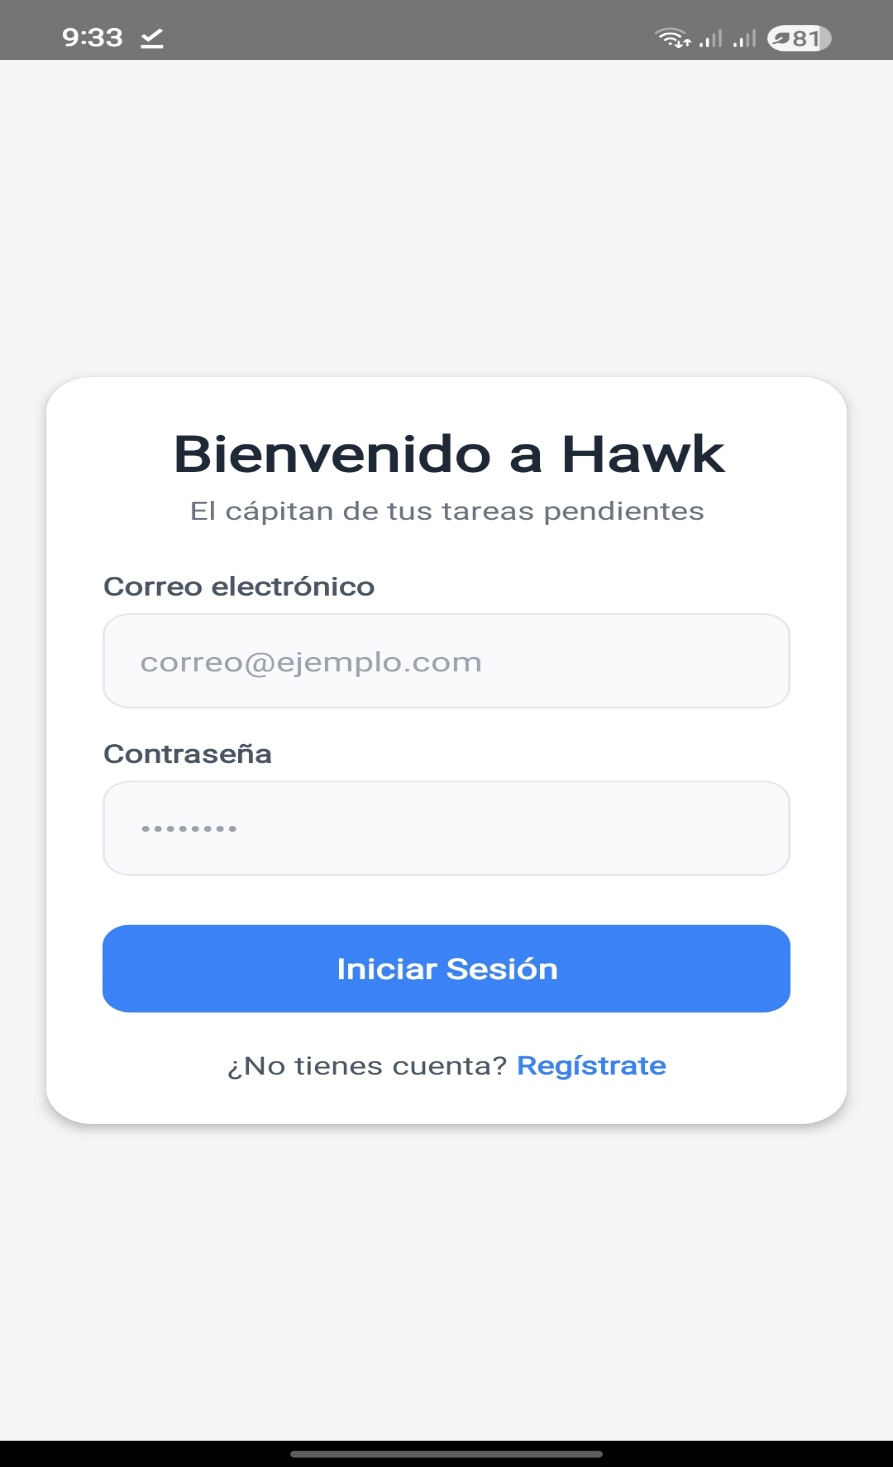 9:33
81
Bienvenido a Hawk
El cápitan de tus tareas pendientes
Correo electrónico
correo@ejemplo.com
Contraseña
••••••••
Iniciar Sesión
¿No tienes cuenta? Regístrate